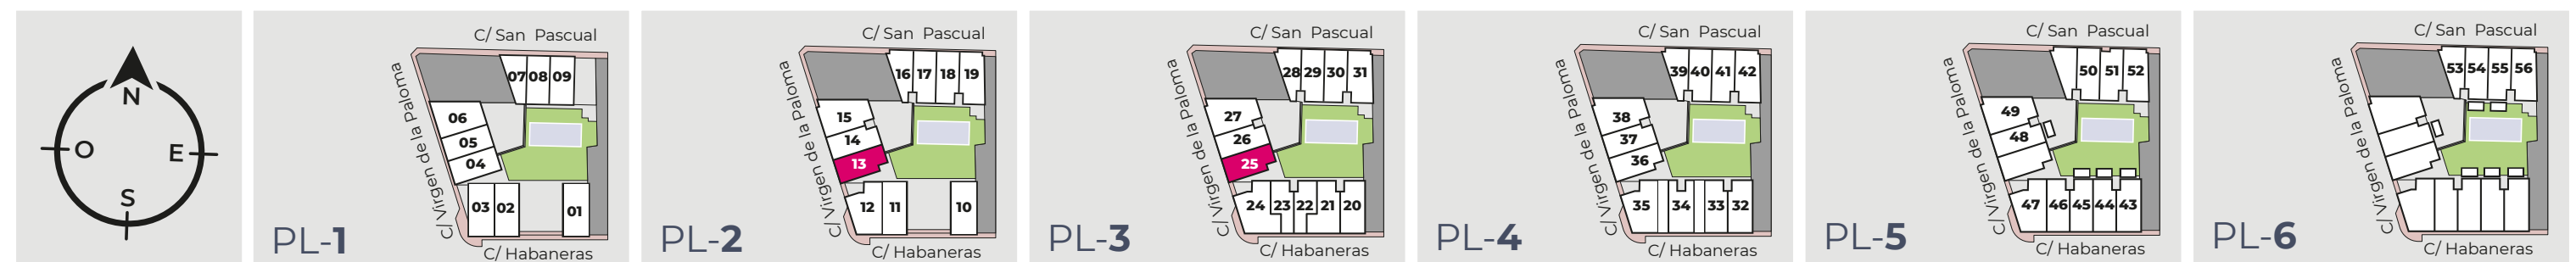 N
O E
S
C/ San Pascual
C/ Virgen de la Paloma
07 08 09
06
05
04
03 02 01
PL-1
C/ Habaneras
C/ San Pascual
C/ Virgen de la Paloma
16 17 18 19
15
14
13
12 11 10
PL-2
C/ Habaneras
C/ San Pascual
C/ Virgen de la Paloma
28 29 30 31
27
26
25
24 23 22 21 20
PL-3
C/ Habaneras
C/ San Pascual
C/ Virgen de la Paloma
39 40 41 42
38
37
36
35 34 33 32
PL-4
C/ Habaneras
C/ San Pascual
C/ Virgen de la Paloma
50 51 52
49
48
47 46 45 44 43
PL-5
C/ Habaneras
C/ San Pascual
C/ Virgen de la Paloma
53 54 55 56
PL-6
C/ Habaneras